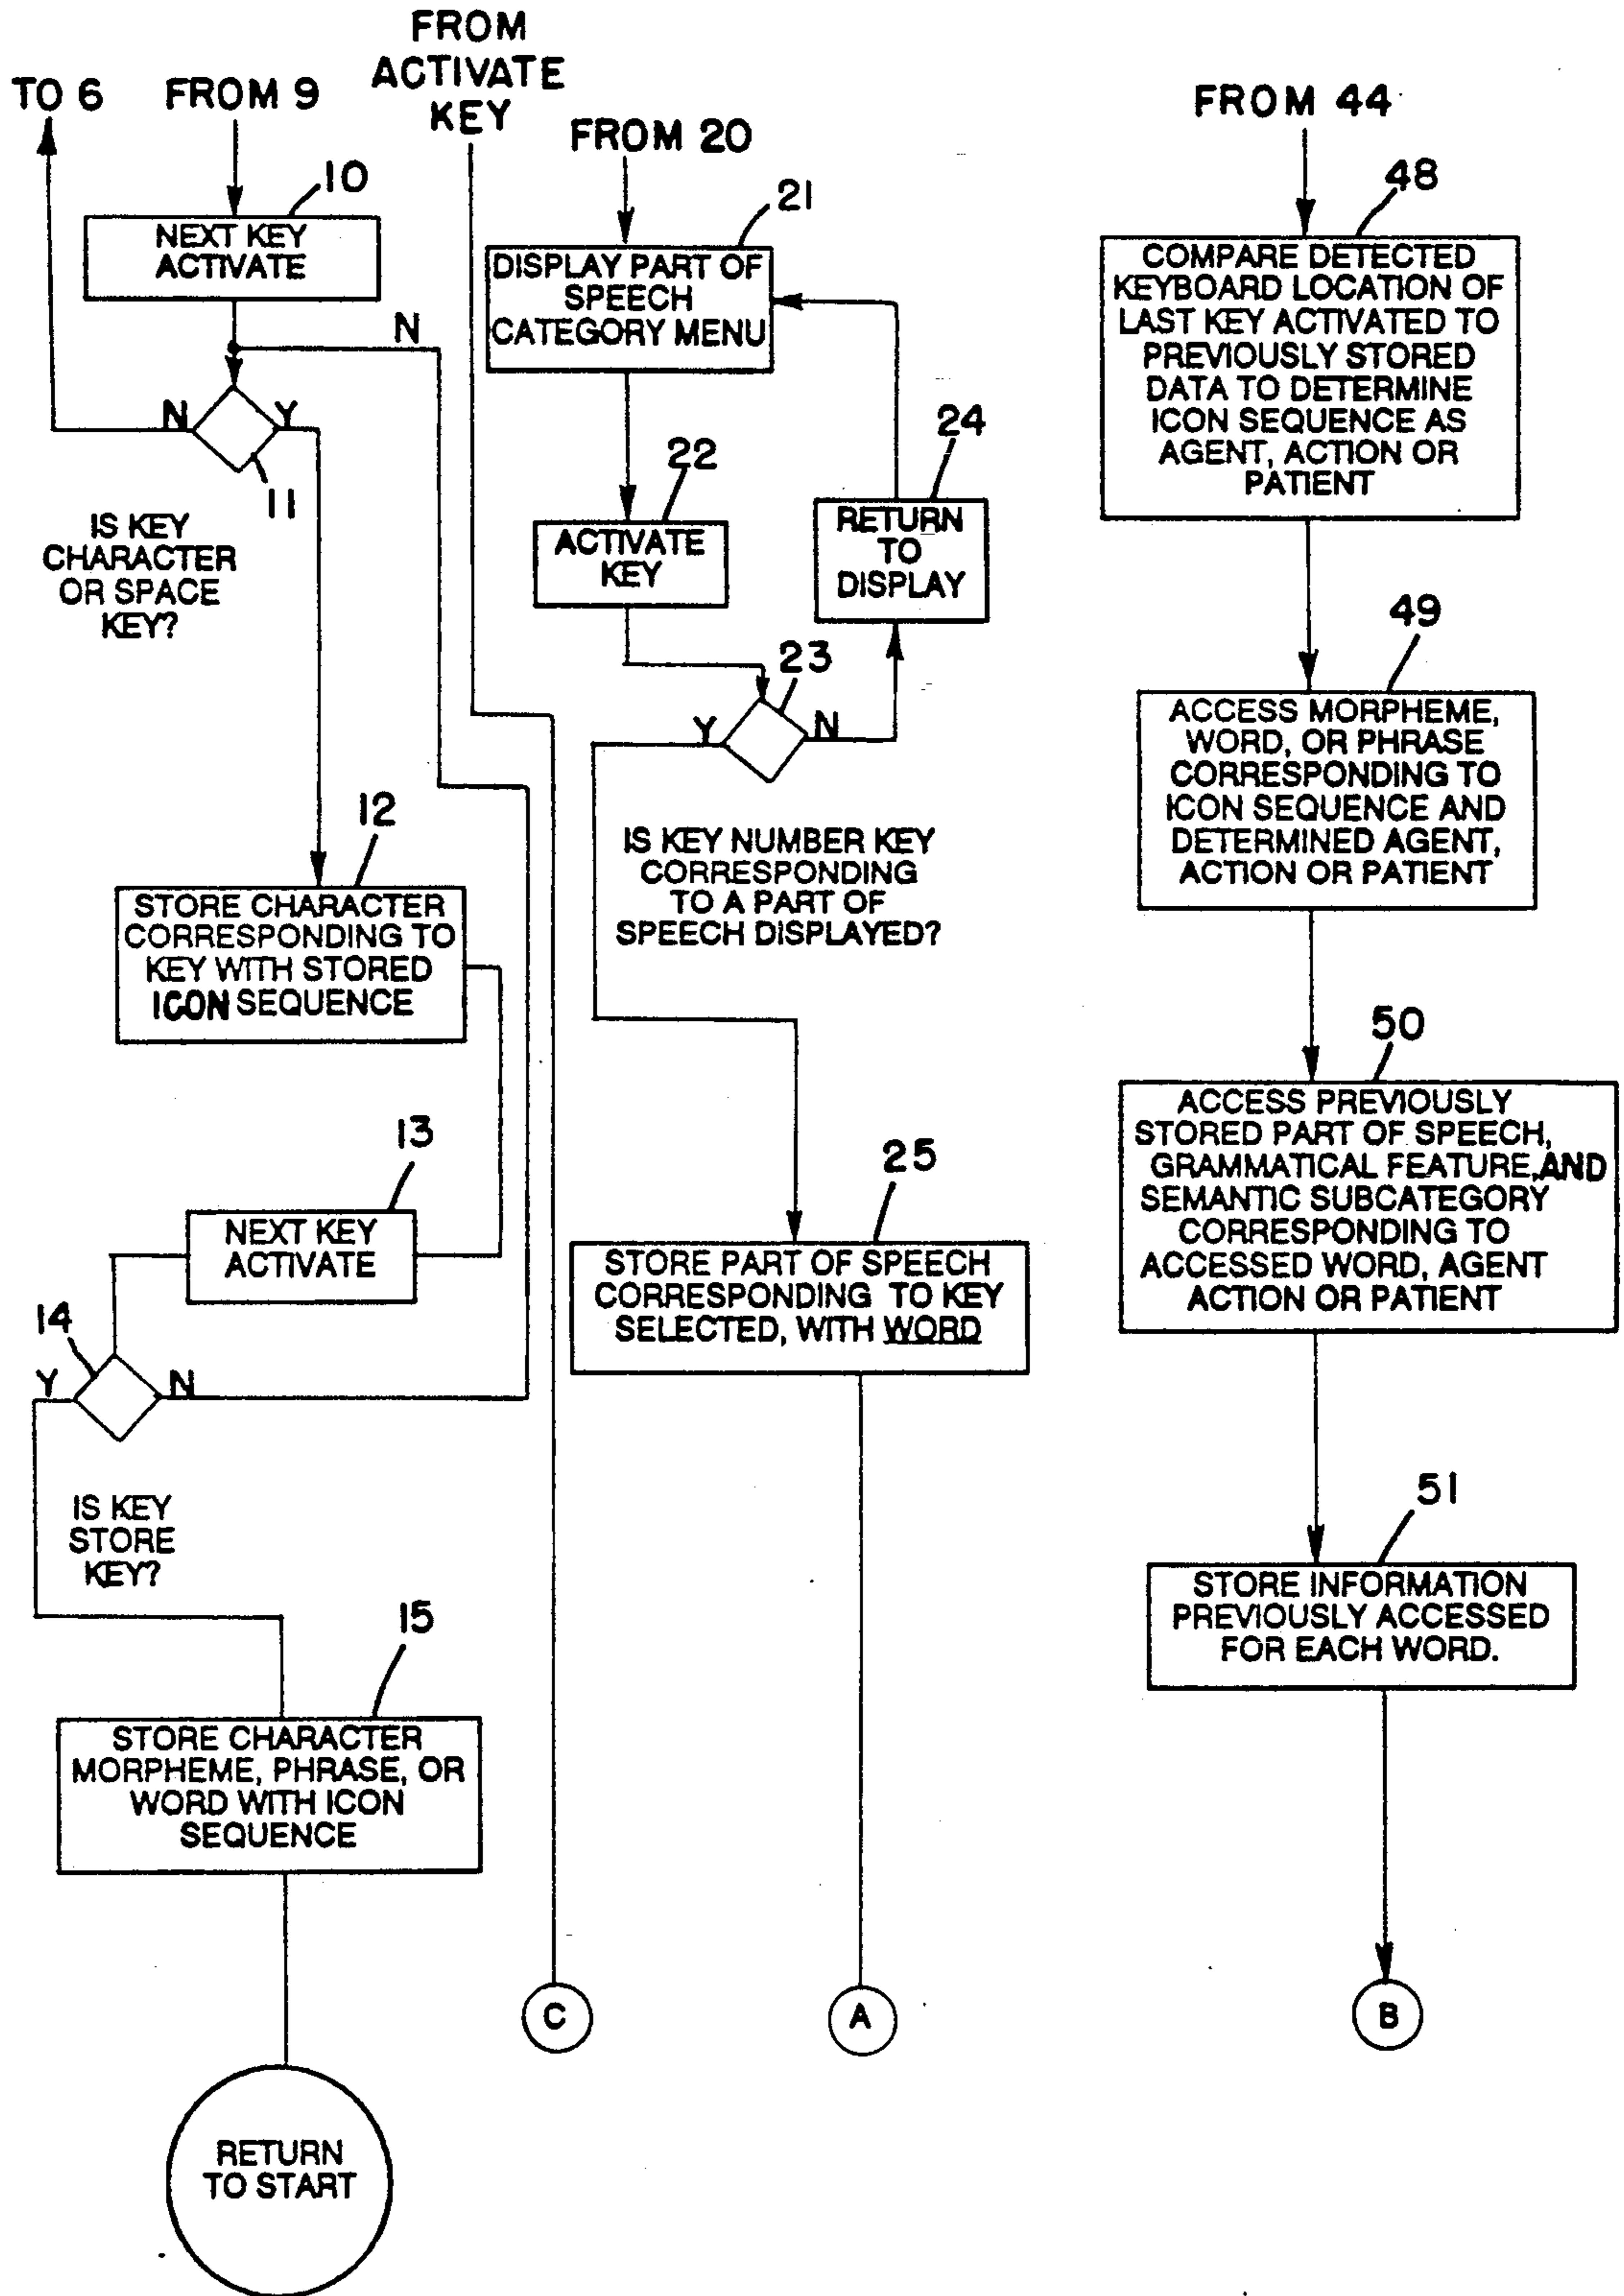 TO 6
FROM 9
10
NEXT KEY
ACTIVATE
N
N
Y
11
IS KEY
CHARACTER
OR SPACE
KEY?
12
STORE CHARACTER
CORRESPONDING TO
KEY WITH STORED
ICON SEQUENCE
13
NEXT KEY
ACTIVATE
14
Y
N
IS KEY
STORE
KEY?
15
STORE CHARACTER
MORPHEME, PHRASE, OR
WORD WITH ICON
SEQUENCE
RETURN
TO START
FROM
ACTIVATE
KEY
C
FROM 20
21
DISPLAY PART OF
SPEECH
CATEGORY MENU
22
ACTIVATE
KEY
24
RETURN
TO
DISPLAY
23
Y
N
IS KEY NUMBER KEY
CORRESPONDING
TO A PART OF
SPEECH DISPLAYED?
25
STORE PART OF SPEECH
CORRESPONDING TO KEY
SELECTED, WITH WORD
A
FROM 44
48
COMPARE DETECTED
KEYBOARD LOCATION OF
LAST KEY ACTIVATED TO
PREVIOUSLY STORED
DATA TO DETERMINE
ICON SEQUENCE AS
AGENT, ACTION OR
PATIENT
49
ACCESS MORPHEME,
WORD, OR PHRASE
CORRESPONDING TO
ICON SEQUENCE AND
DETERMINED AGENT,
ACTION OR PATIENT
50
ACCESS PREVIOUSLY
STORED PART OF SPEECH,
GRAMMATICAL FEATURE, AND
SEMANTIC SUBCATEGORY
CORRESPONDING TO
ACCESSED WORD, AGENT
ACTION OR PATIENT
51
STORE INFORMATION
PREVIOUSLY ACCESSED
FOR EACH WORD.
B